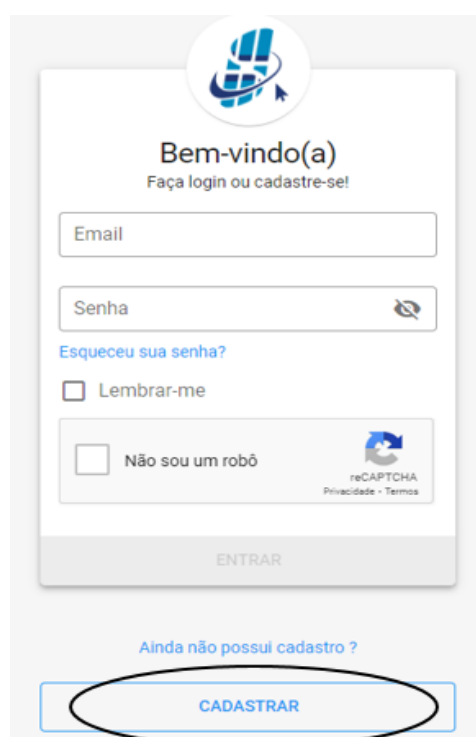 Bem-vindo(a)
Faça login ou cadastre-se!
Email
Senha
Esqueceu sua senha?
Lembrar-me
Não sou um robô
reCAPTCHA
Privacidade - Termos
ENTRAR
Ainda não possui cadastro ?
CADASTRAR